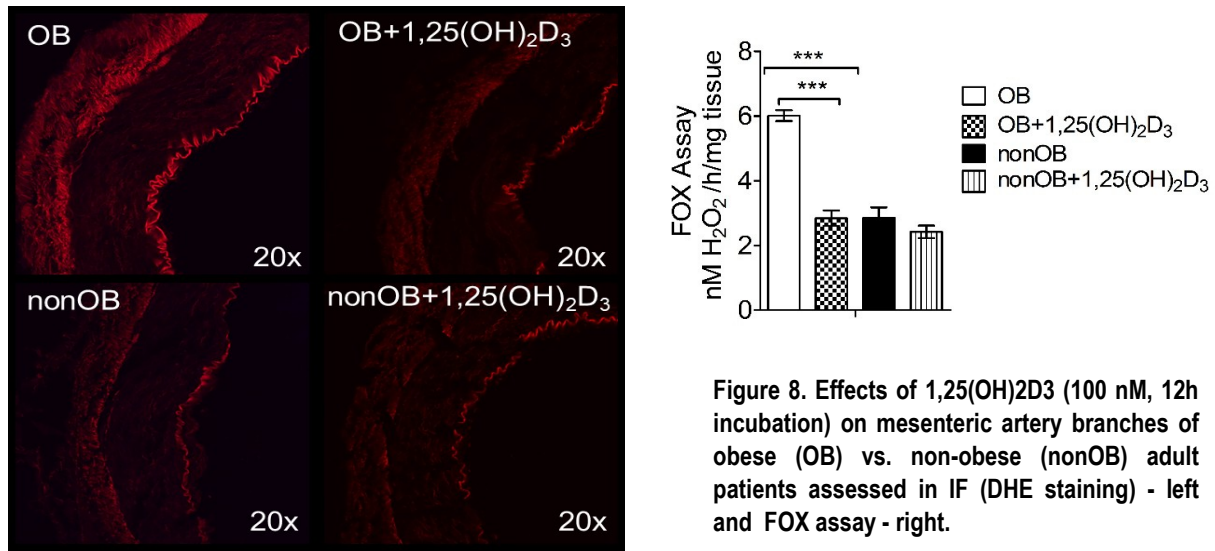 OB
OB+1,25(OH)₂D₃
20x
20x
nonOB
nonOB+1,25(OH)₂D₃
20x
20x
FOX Assay
nM H₂O₂ /h/mg tissue
8
6
4
2
0
***
***
OB
OB+1,25(OH)₂D₃
nonOB
nonOB+1,25(OH)₂D₃
Figure 8. Effects of 1,25(OH)2D3 (100 nM, 12h
incubation) on mesenteric artery branches of
obese (OB) vs. non-obese (nonOB) adult
patients assessed in IF (DHE staining) - left
and FOX assay - right.